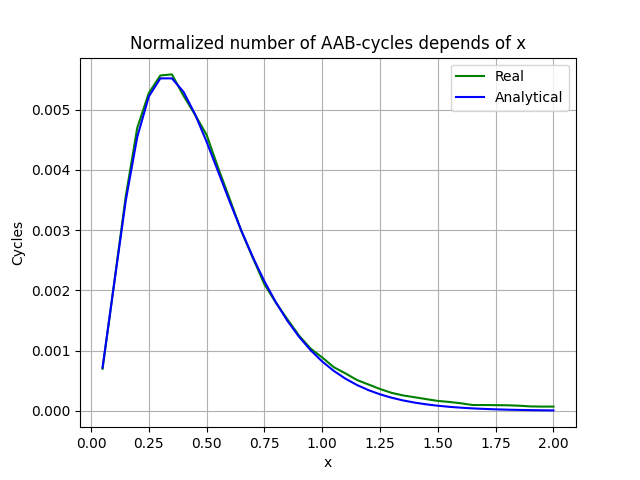 Normalized number of AAB-cycles depends of x
Real
Analytical
Cycles
0.005
0.004
0.003
0.002
0.001
0.000
0.00 0.25 0.50 0.75 1.00 1.25 1.50 1.75 2.00
x